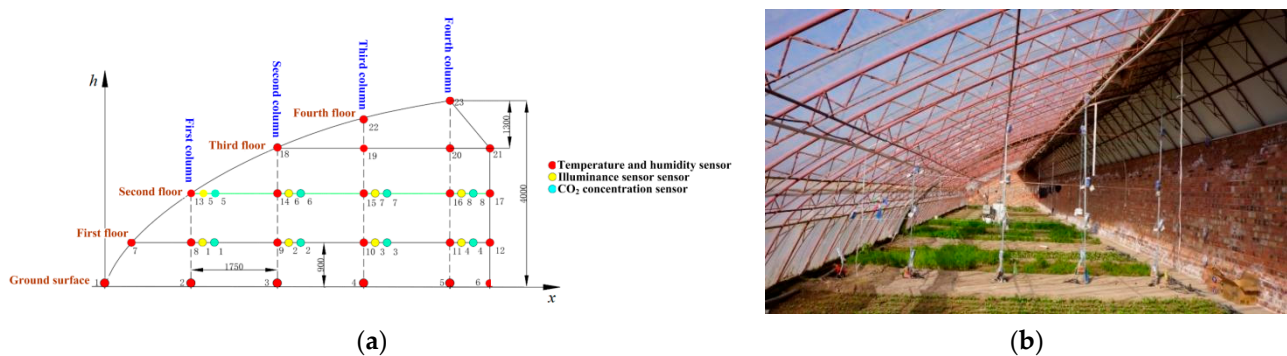 h
First column
Second column
Third column
Fourth column
23
Fourth floor
22
1300
Third floor
18 19 20 21
Temperature and humidity sensor
Illuminance sensor sensor
CO₂ concentration sensor
Second floor
13 5 5 14 6 6 15 7 7 16 8 8 17
4000
First floor
7 8 1 1 9 2 2 10 3 3 11 4 4 12
1750
900
Ground surface
1 2 3 4 5 6
x
(a) (b)